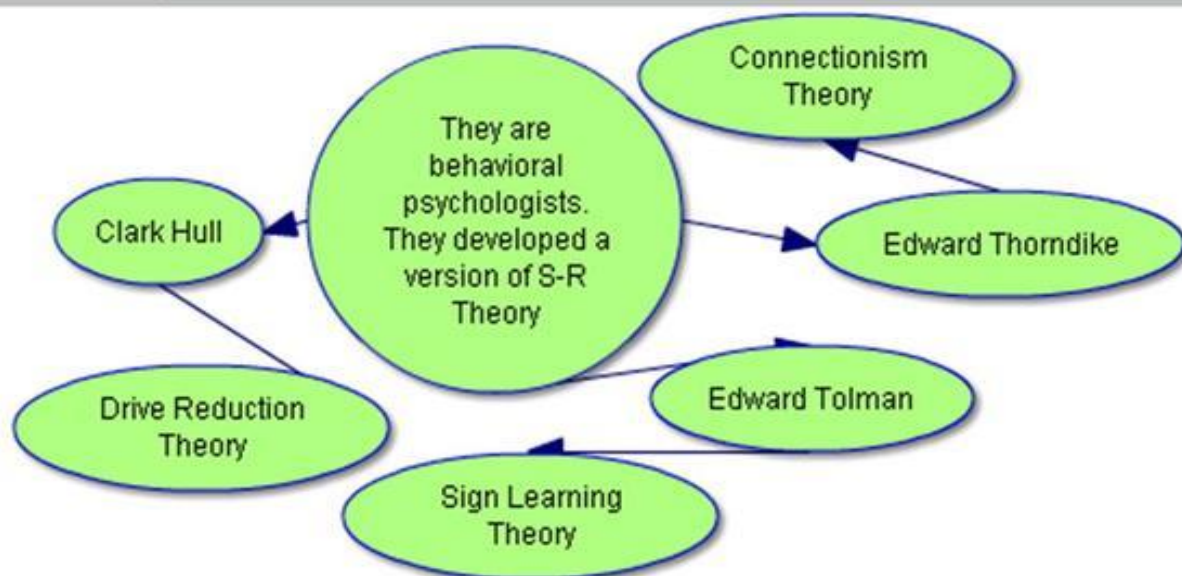 They are
behavioral
psychologists.
They developed a
version of S-R
Theory
Clark Hull
Drive Reduction
Theory
Connectionism
Theory
Edward Thorndike
Edward Tolman
Sign Learning
Theory